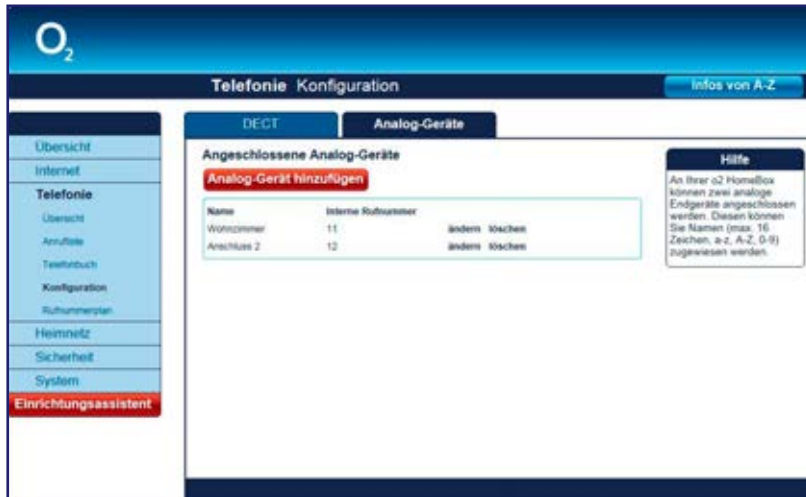 O2
Telefonie Konfiguration
Infos von A-Z
DECT
Analog-Geräte
Übersicht
Internet
Telefonie
Übersicht
Anrufliste
Telefonbuch
Konfiguration
Rufnummernplan
Heimnetz
Sicherheit
System
Einrichtungsassistent
Angeschlossene Analog-Geräte
Analog-Gerät hinzufügen
Name Interne Rufnummer
Wohnzimmer 11 ändern löschen
Anschluss 2 12 ändern löschen
Hilfe
An Ihrer o2 HomeBox
können zwei analoge
Endgeräte angeschlossen
werden. Diesen können
Sie Namen (max. 16
Zeichen, a-z, A-Z, 0-9)
zugewiesen werden.